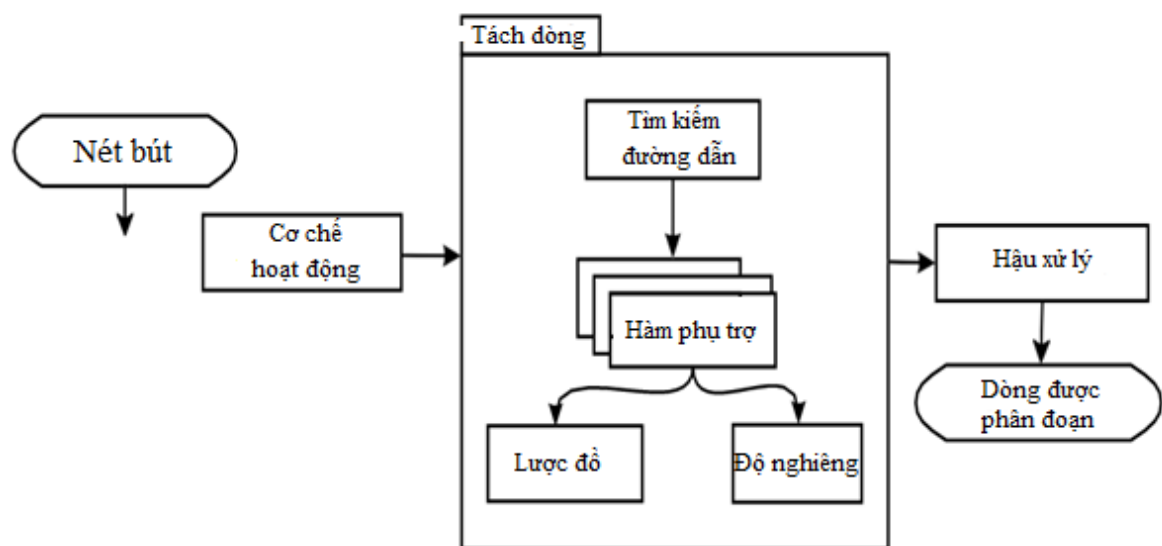 Tách dòng
Nét bút
Cơ chế
hoạt động
Tìm kiếm
đường dẫn
Hàm phụ trợ
Lược đồ
Độ nghiêng
Hậu xử lý
Dòng được
phân đoạn